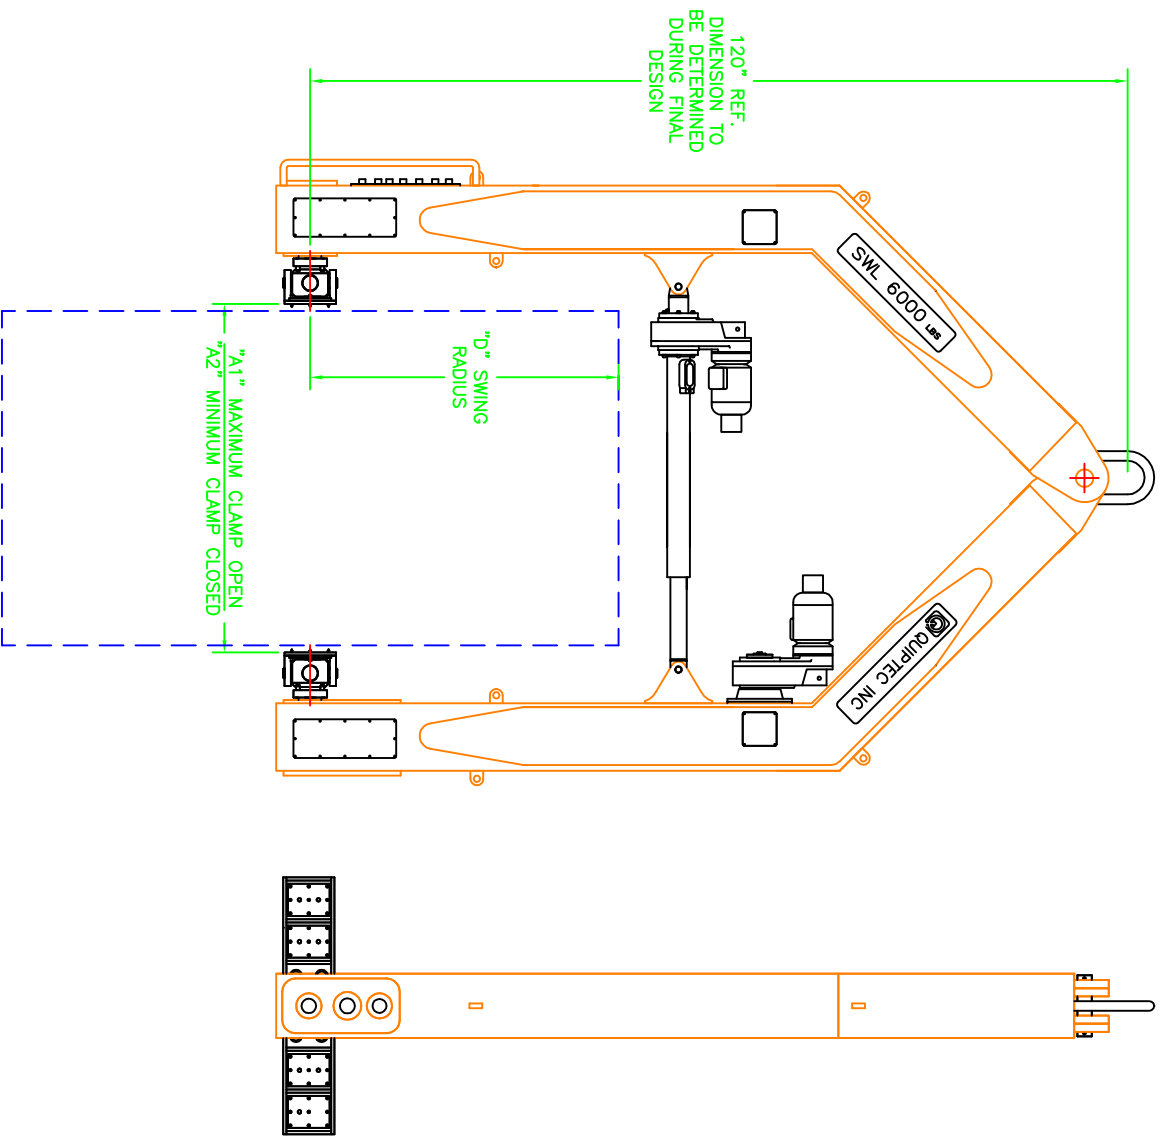 120" REF.
DIMENSION TO
BE DETERMINED
DURING FINAL
DESIGN
SWL 6000 LBS
"D" SWING
RADIUS
"A1" MAXIMUM CLAMP OPEN
"A2" MINIMUM CLAMP CLOSED
QUIPTEC INC